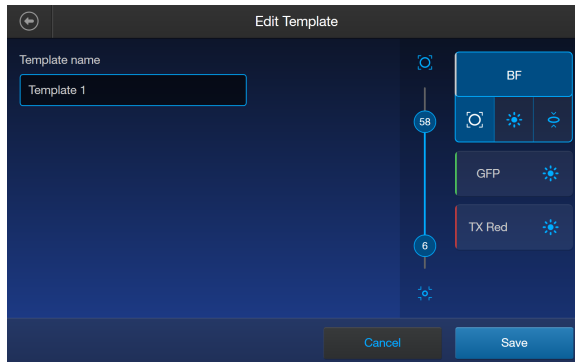 Edit Template
Template name
Template 1
58
6
BF
GFP
TX Red
Cancel
Save